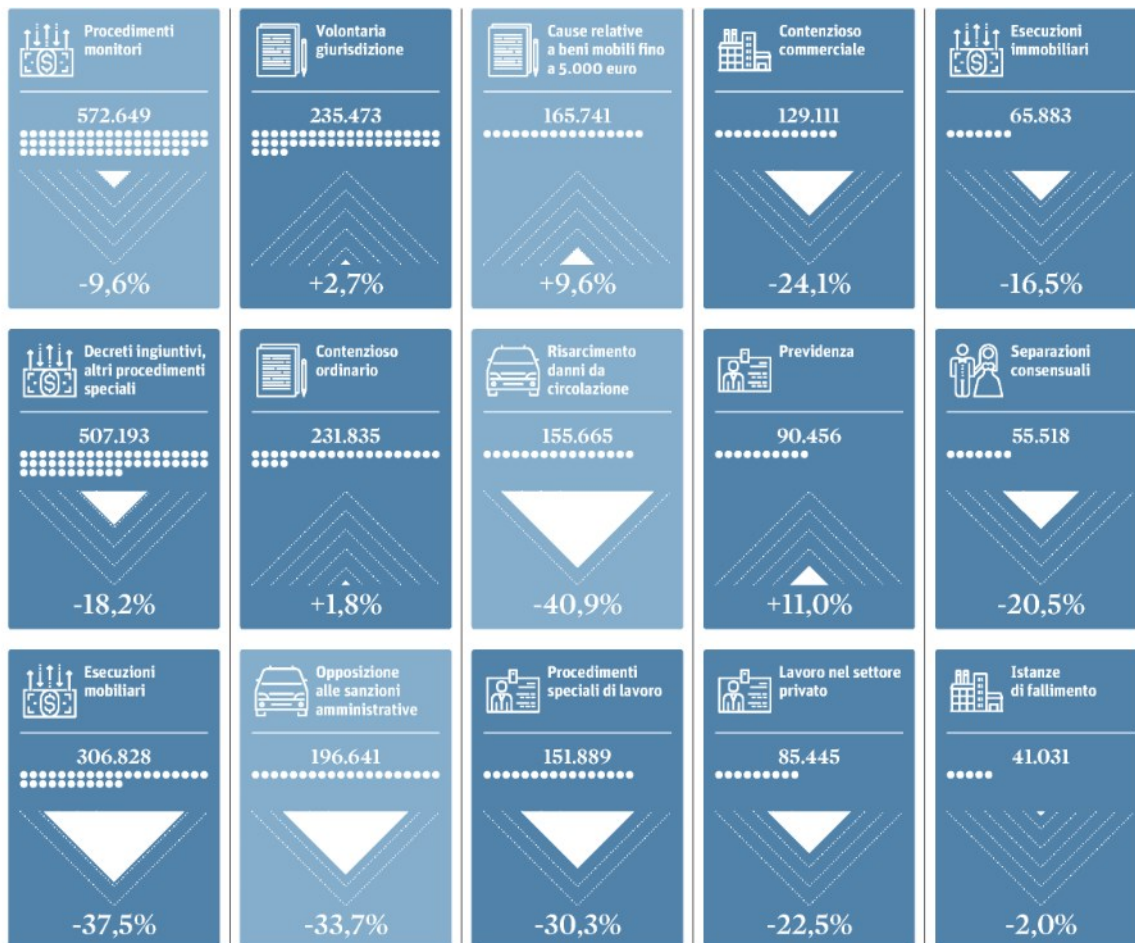 Procedimenti
monitori
572.649
-9,6%
Volontaria
giurisdizione
235.473
+2,7%
Cause relative
a beni mobili fino
a 5.000 euro
165.741
+9,6%
Contenzioso
commerciale
129.111
-24,1%
Esecuzioni
immobiliari
65.883
-16,5%
Decreti ingiuntivi,
altri procedimenti
speciali
507.193
-18,2%
Contenzioso
ordinario
231.835
+1,8%
Risarcimento
danni da
circolazione
155.665
-40,9%
Previdenza
90.456
+11,0%
Separazioni
consensuali
55.518
-20,5%
Esecuzioni
mobiliari
306.828
-37,5%
Opposizione
alle sanzioni
amministrative
196.641
-33,7%
Procedimenti
speciali di lavoro
151.889
-30,3%
Lavoro nel settore
privato
85.445
-22,5%
Istanze
di fallimento
41.031
-2,0%